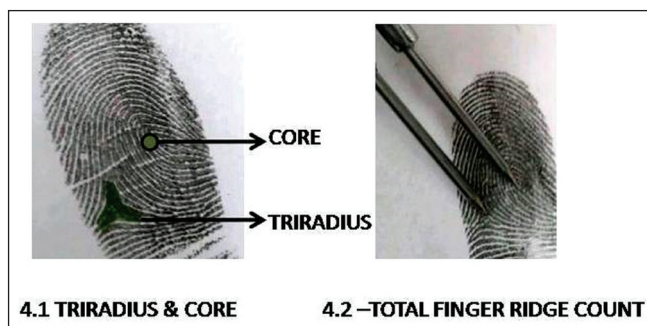 CORE
TRIRADIUS
4.1 TRIRADIUS & CORE
4.2 –TOTAL FINGER RIDGE COUNT